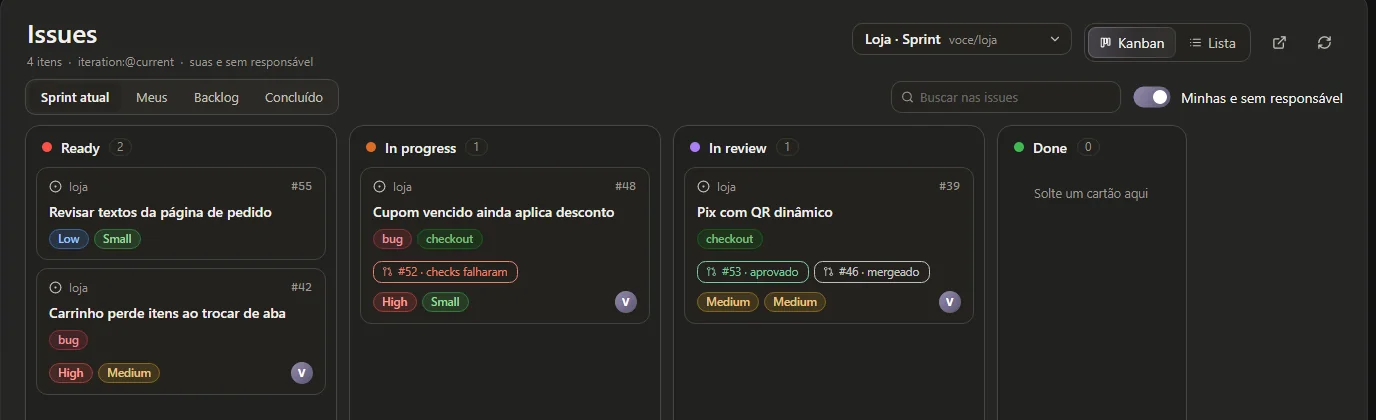 Issues
4 itens · iteration:@current · suas e sem responsável
Loja · Sprint voce/loja
Kanban
Lista
Sprint atual
Meus
Backlog
Concluído
Buscar nas issues
Minhas e sem responsável
Ready 2
loja #55
Revisar textos da página de pedido
Low Small
loja #42
Carrinho perde itens ao trocar de aba
bug
High Medium V
In progress 1
loja #48
Cupom vencido ainda aplica desconto
bug checkout
#52 · checks falharam
High Small V
In review 1
loja #39
Pix com QR dinâmico
checkout
#53 · aprovado #46 · mergeado
Medium Medium V
Done 0
Solte um cartão aqui